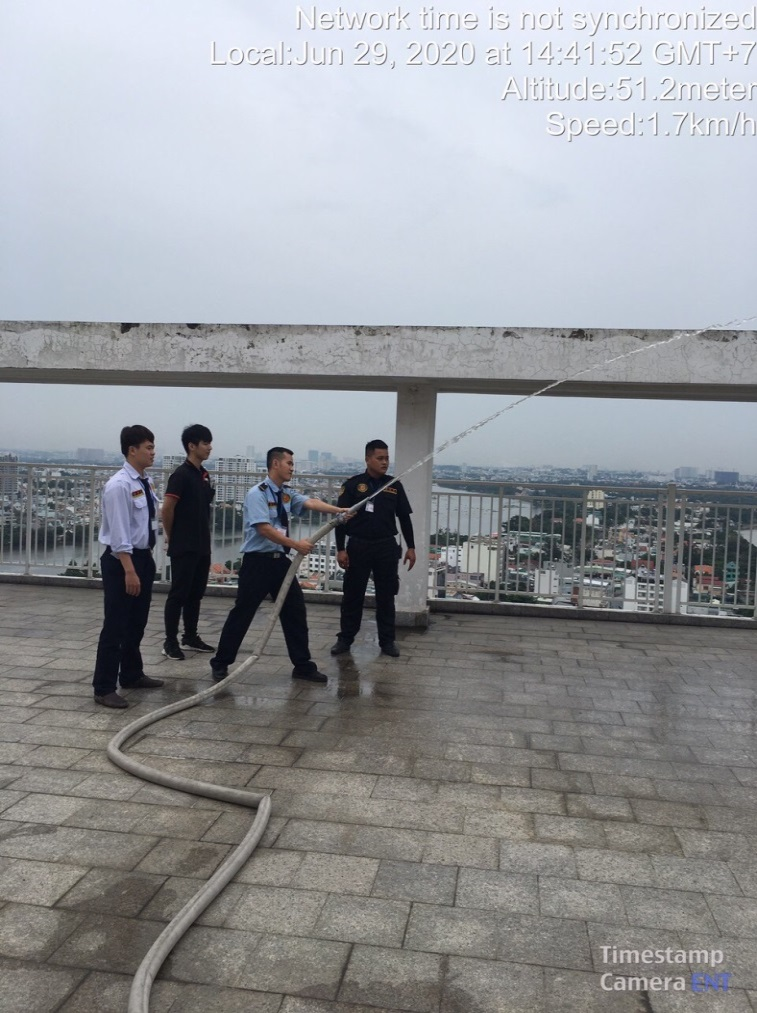 Network time is not synchronized
Local:Jun 29, 2020 at 14:41:52 GMT+7
Altitude:51.2meter
Speed:1.7km/h
Timestamp
Camera ENT